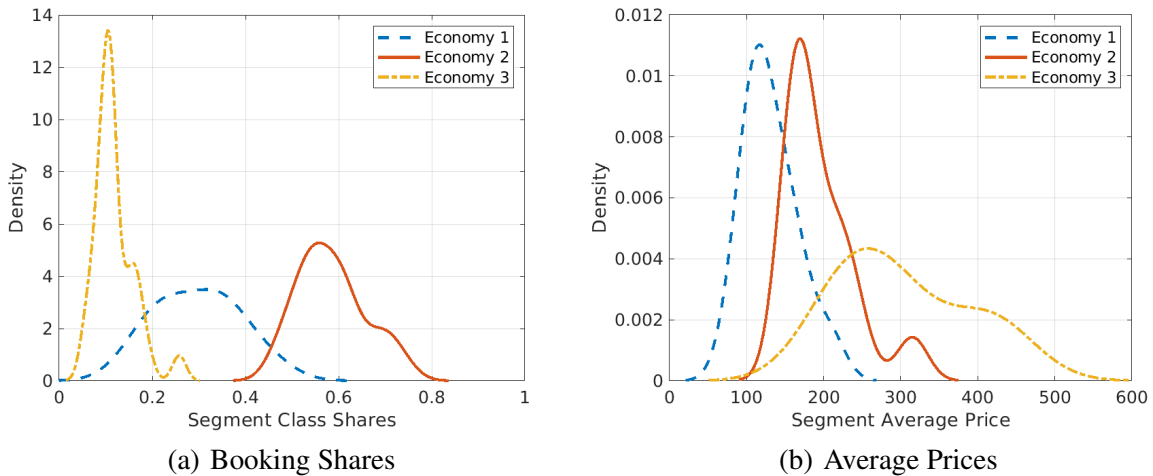 14
12
10
8
6
4
2
0
Density
0
0.2
0.4
0.6
0.8
1
Segment Class Shares
Economy 1
Economy 2
Economy 3
(a) Booking Shares
0.012
0.01
0.008
0.006
0.004
0.002
0
Density
100
200
300
400
500
600
Segment Average Price
Economy 1
Economy 2
Economy 3
(b) Average Prices